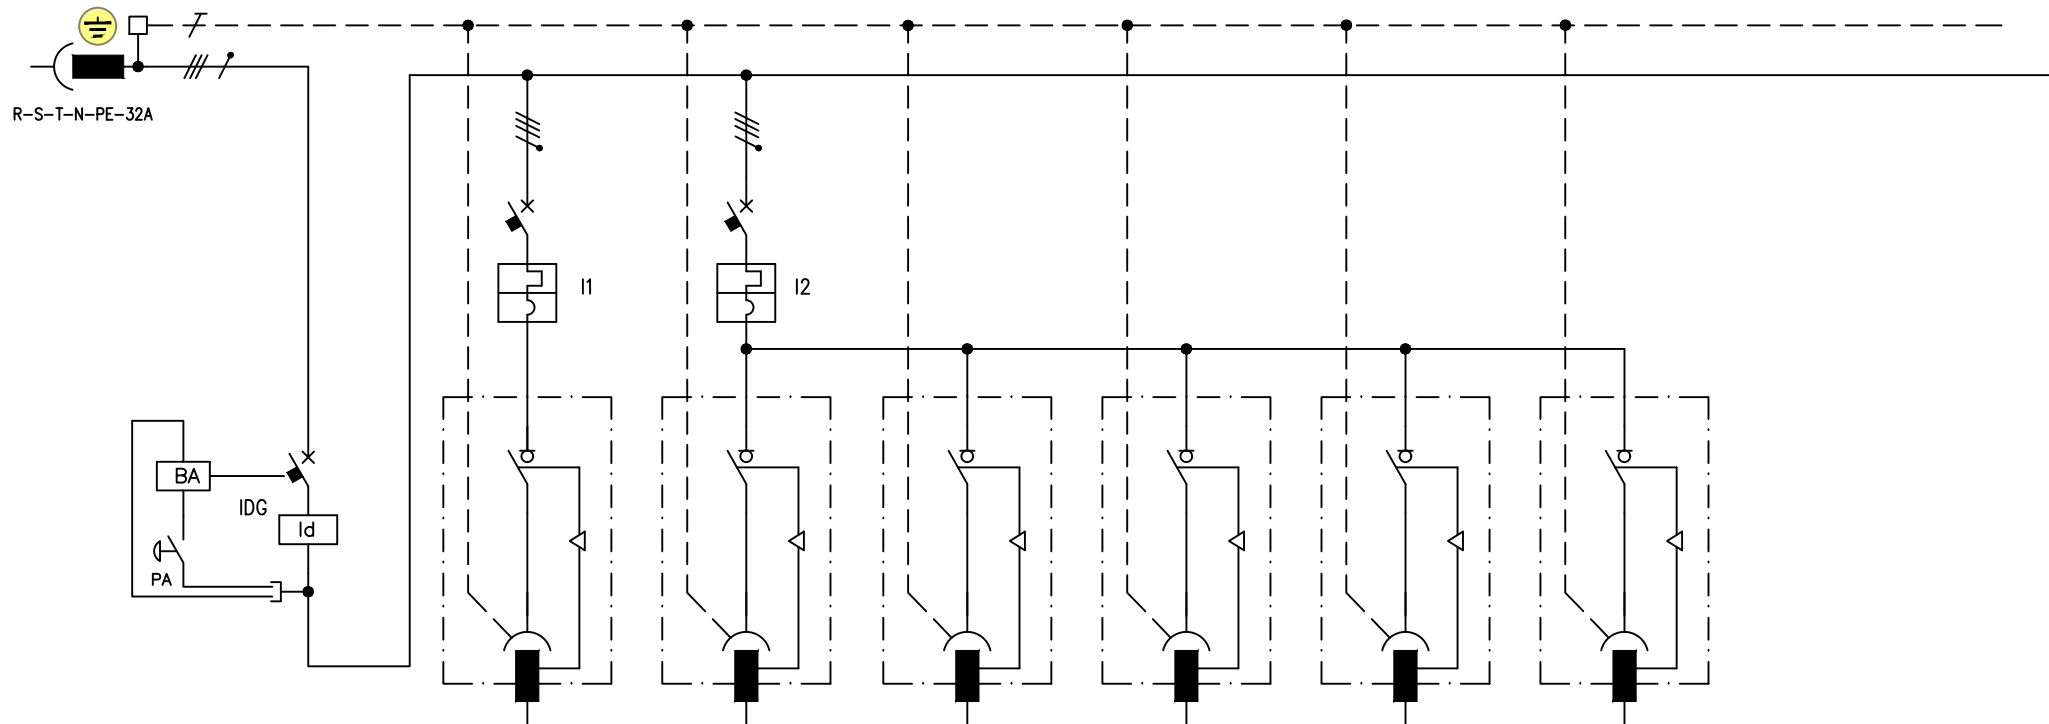 R-S-T-N-PE-32A
I1
I2
BA
IDG
Id
PA